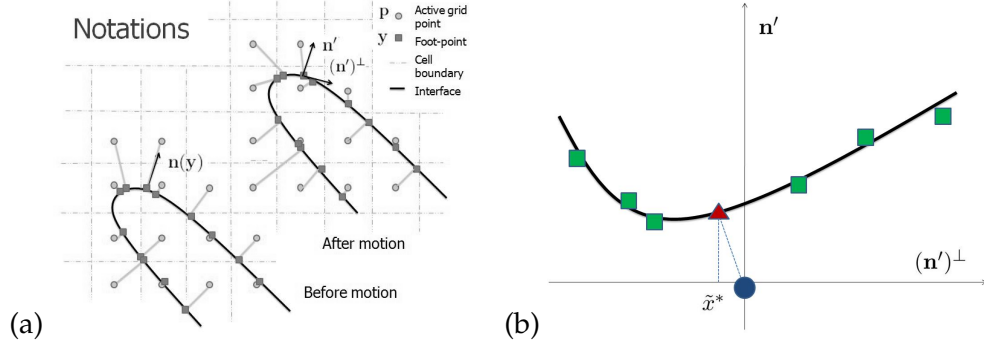 Notations
p Active grid point
y Foot-point
Cell boundary
Interface
n′
(n′)⊥
n(y)
After motion
Before motion
(a)
n′
(n′)⊥
x̃*
(b)